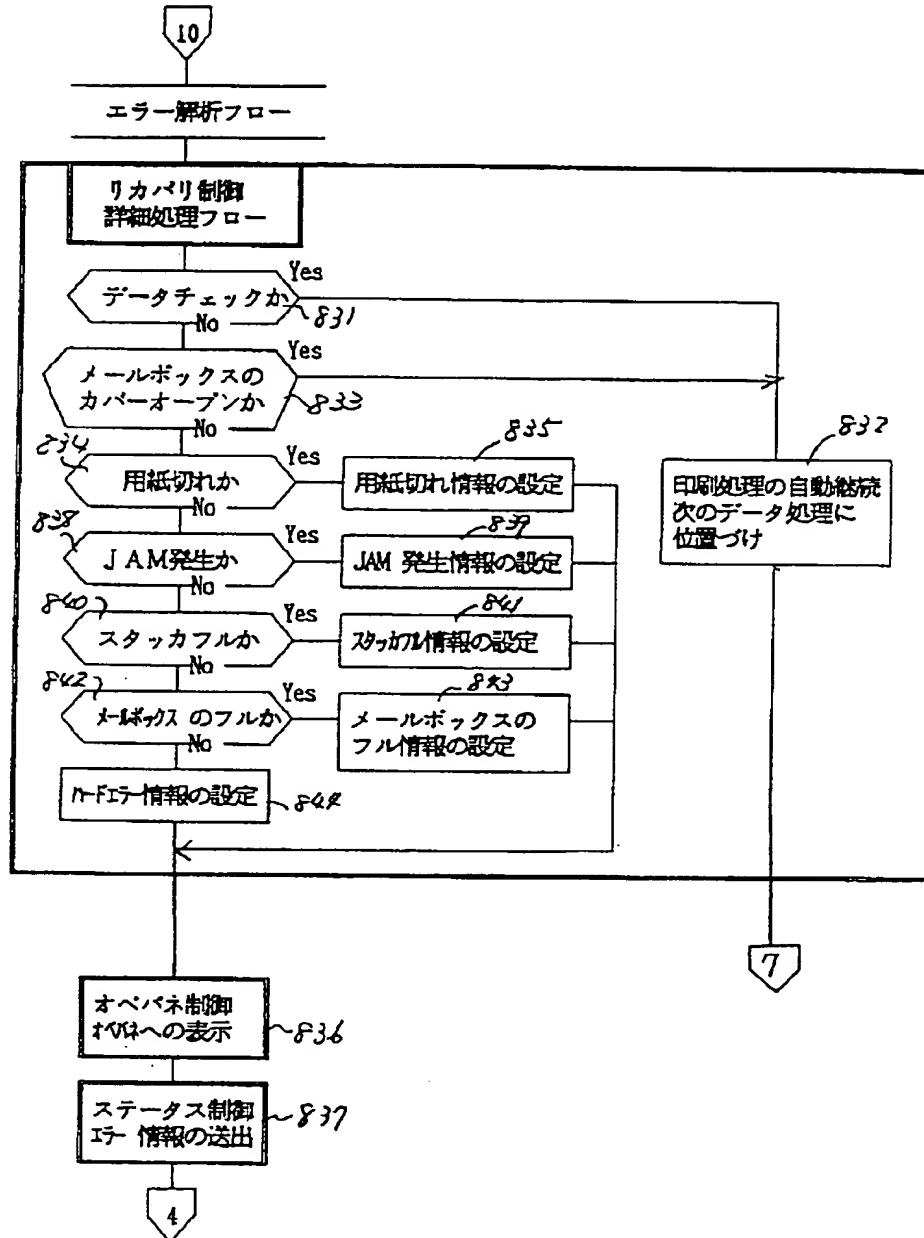 10
エラー解析フロー
リカバリ制御
詳細処理フロー
データチェックか
Yes
831
No
メールボックスの
カバーオープンか
Yes
833
No
834
用紙切れか
Yes
835
用紙切れ情報の設定
832
印刷処理の自動継続
次のデータ処理に
位置づけ
838
JAM発生か
Yes
No
839
JAM 発生情報の設定
840
スタッカフルか
Yes
No
841
スタッカフル情報の設定
842
メールボックス のフルか
Yes
No
843
メールボックスの
フル情報の設定
ハードエラー情報の設定
844
7
オペパネ制御
オペパネへの表示
836
ステータス制御
エラー 情報の送出
837
4